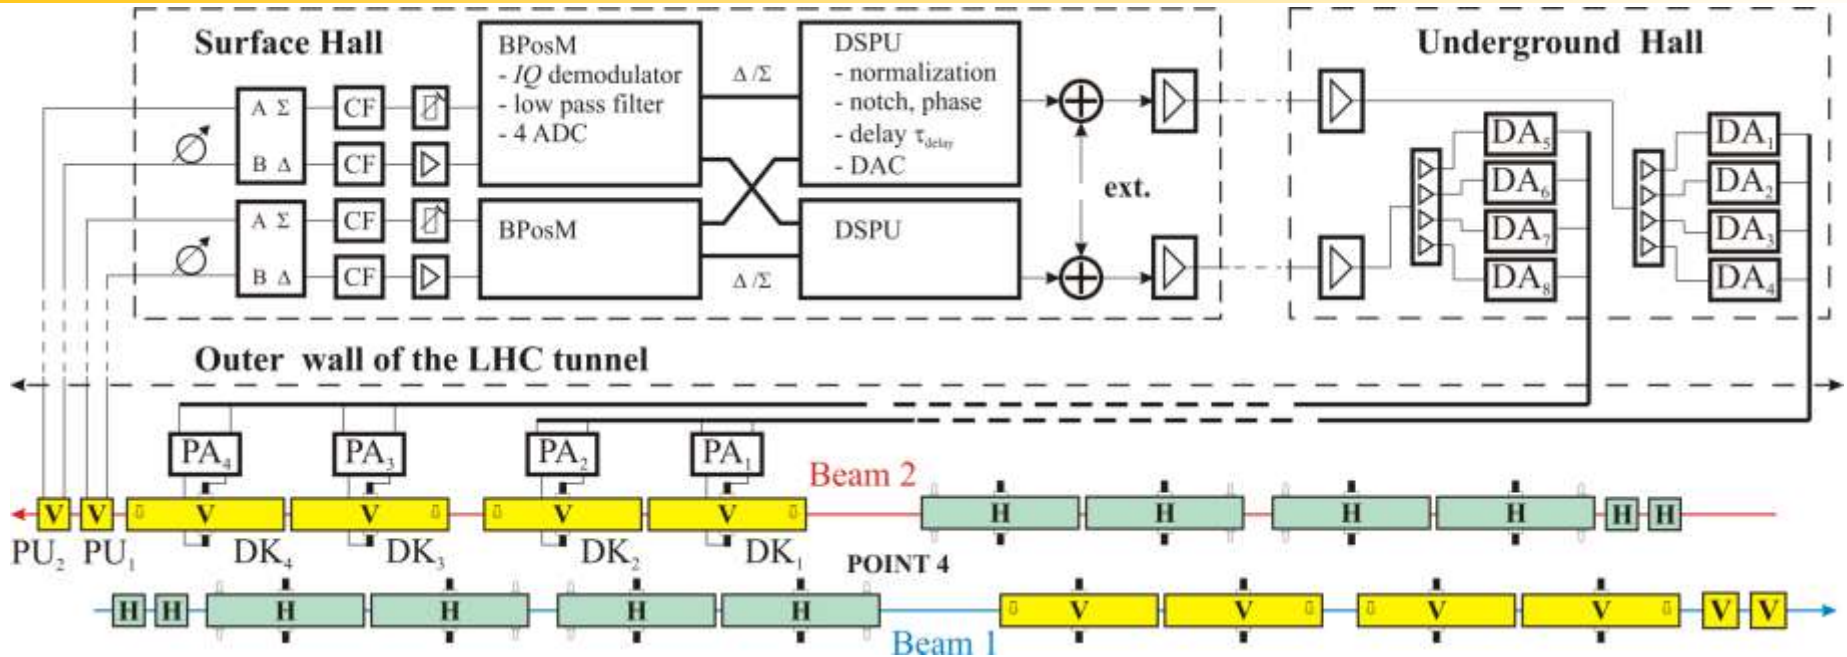 Surface Hall
Underground Hall
BPosM
- IQ demodulator
- low pass filter
- 4 ADC
Δ /Σ
DSPU
- normalization
- notch, phase
- delay τdelay
- DAC
A Σ
B Δ
CF
CF
A Σ
B Δ
CF
CF
BPosM
Δ /Σ
DSPU
ext.
DA5
DA6
DA7
DA8
DA1
DA2
DA3
DA4
Outer wall of the LHC tunnel
PA4
PA3
PA2
PA1
Beam 2
V V V V V V H H H H H H
PU2 PU1 DK4 DK3 DK2 DK1
POINT 4
H H H H H H V V V V V V
Beam 1